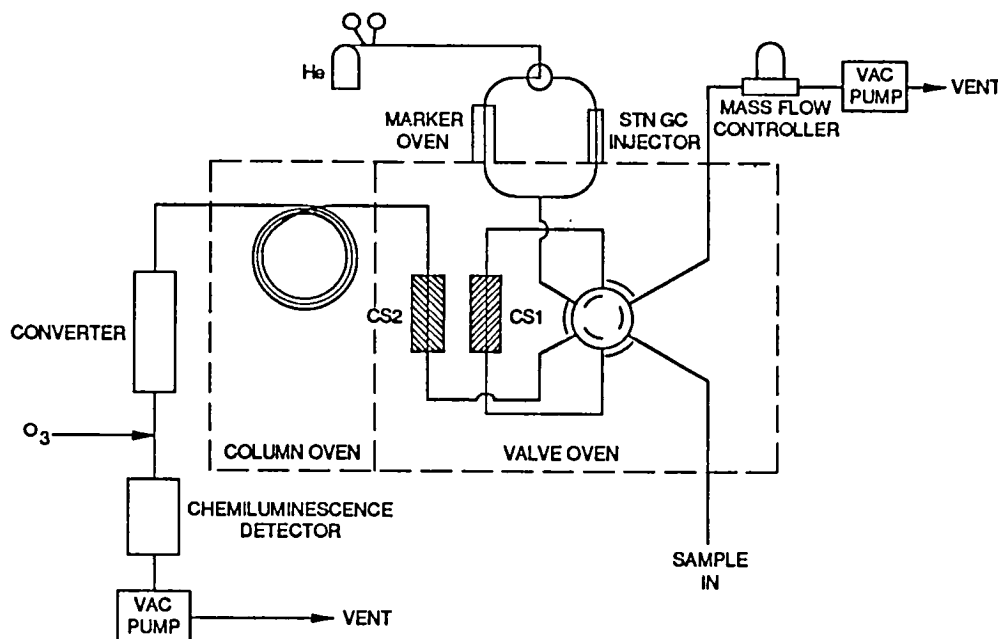 He
MARKER
OVEN
STN GC
INJECTOR
MASS FLOW
CONTROLLER
VAC
PUMP
VENT
CS2
CS1
CONVERTER
O3
COLUMN OVEN
VALVE OVEN
CHEMILUMINESCENCE
DETECTOR
SAMPLE
IN
VAC
PUMP
VENT